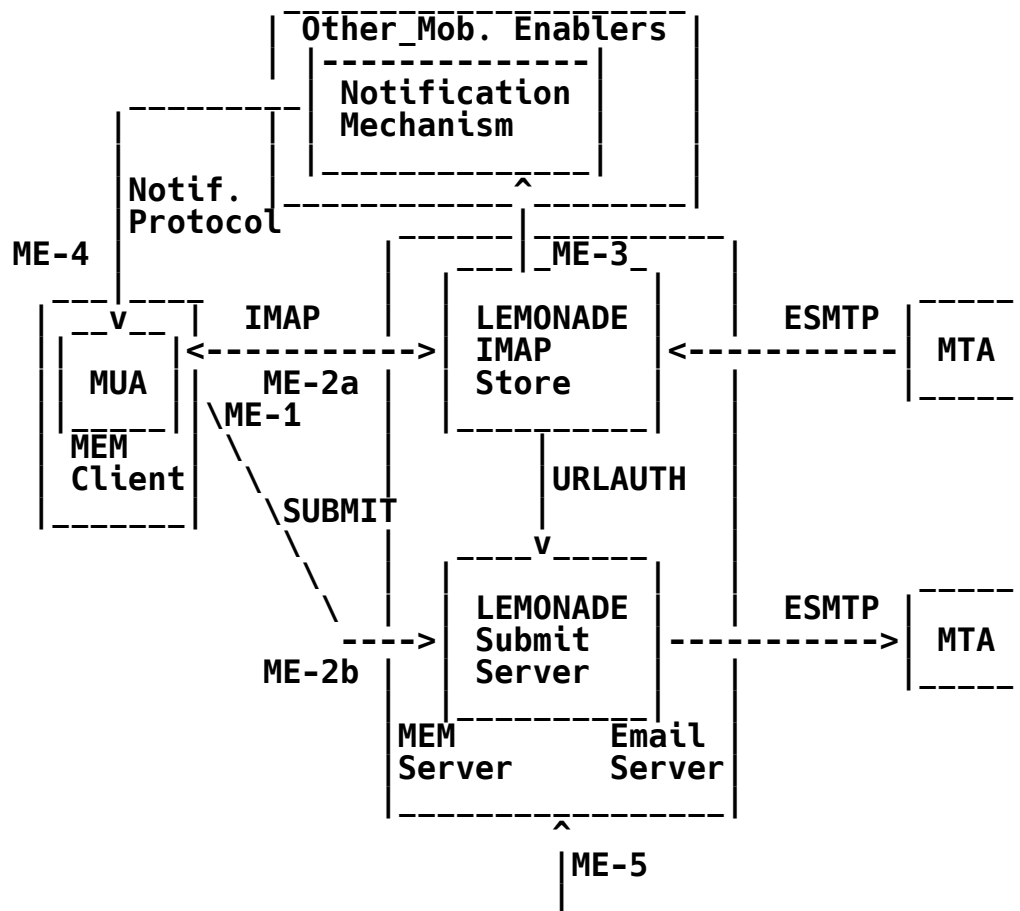 Other_Mob. Enablers
Notification
Mechanism
Notif.
Protocol
ME-4
ME-3
IMAP
LEMONADE
IMAP
Store
ESMTP
MTA
MUA
ME-2a
ME-1
MEM
Client
URLAUTH
SUBMIT
LEMONADE
Submit
Server
ESMTP
MTA
ME-2b
MEM
Server
Email
Server
ME-5